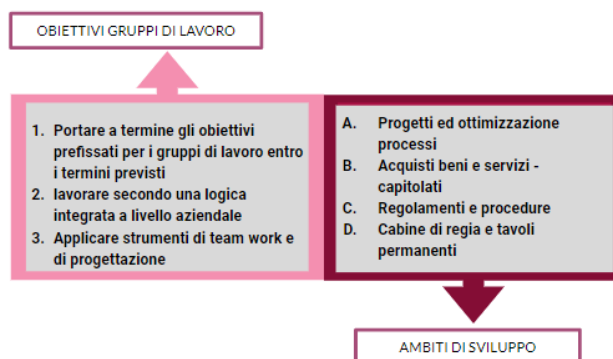 OBIETTIVI GRUPPI DI LAVORO
1. Portare a termine gli obiettivi
prefissati per i gruppi di lavoro entro
i termini previsti
2. lavorare secondo una logica
integrata a livello aziendale
3. Applicare strumenti di team work e
di progettazione
A. Progetti ed ottimizzazione
processi
B. Acquisti beni e servizi -
capitolati
C. Regolamenti e procedure
D. Cabine di regia e tavoli
permanenti
AMBITI DI SVILUPPO